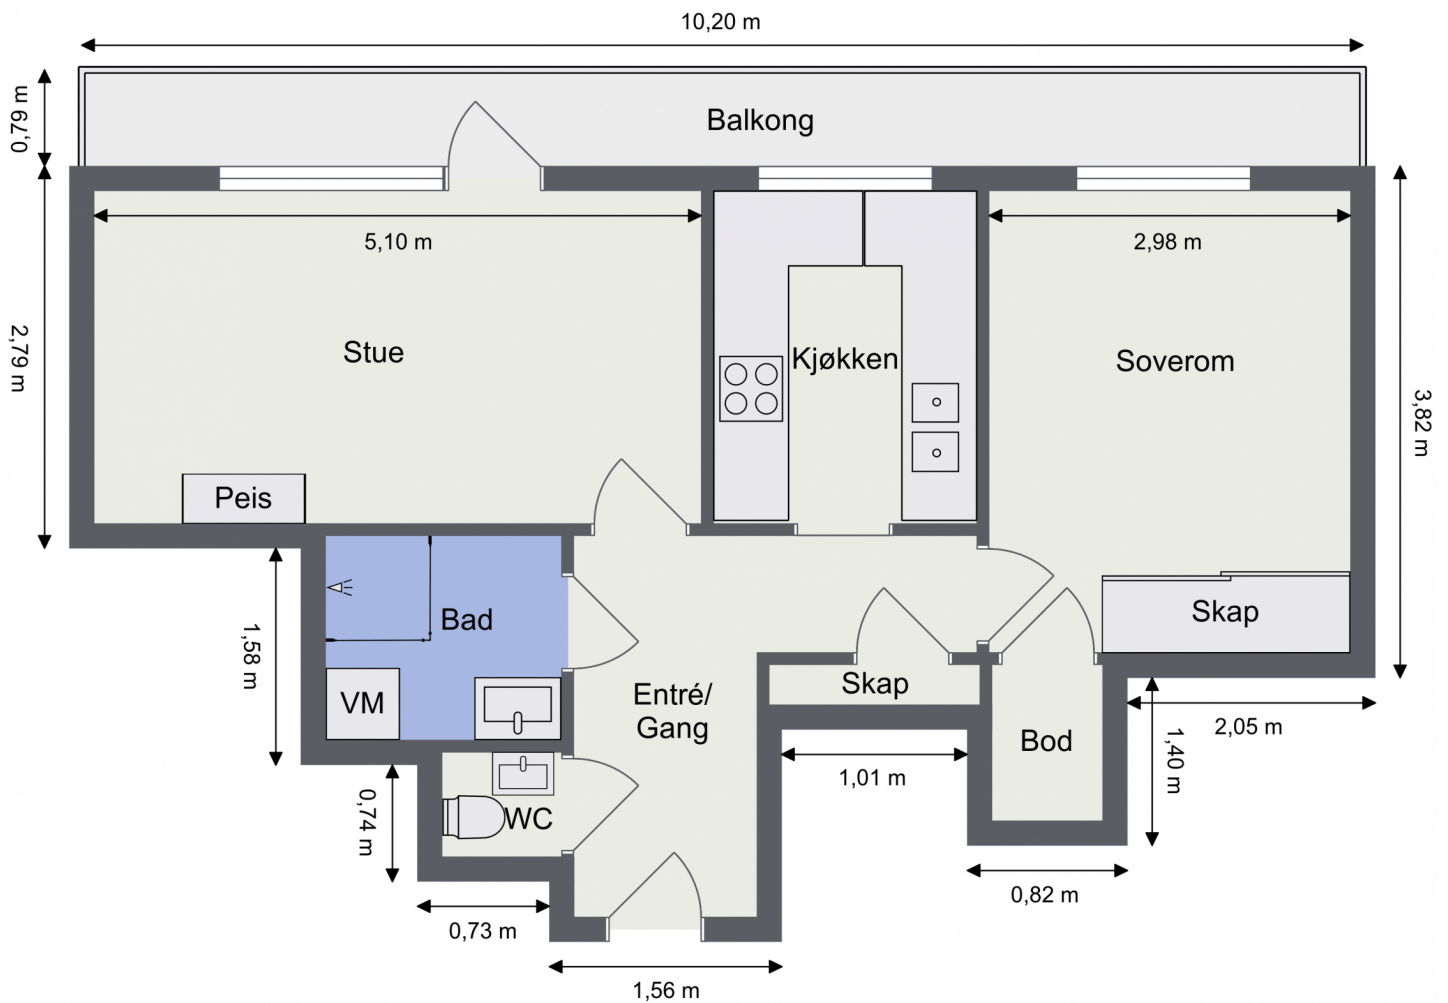 10,20 m
0,79 m
Balkong
5,10 m
2,98 m
2,79 m
Stue
Kjøkken
Soverom
3,82 m
Peis
Skap
Bad
1,58 m
VM
Entré/
Gang
Skap
Bod
2,05 m
1,40 m
1,01 m
WC
0,74 m
0,82 m
0,73 m
1,56 m